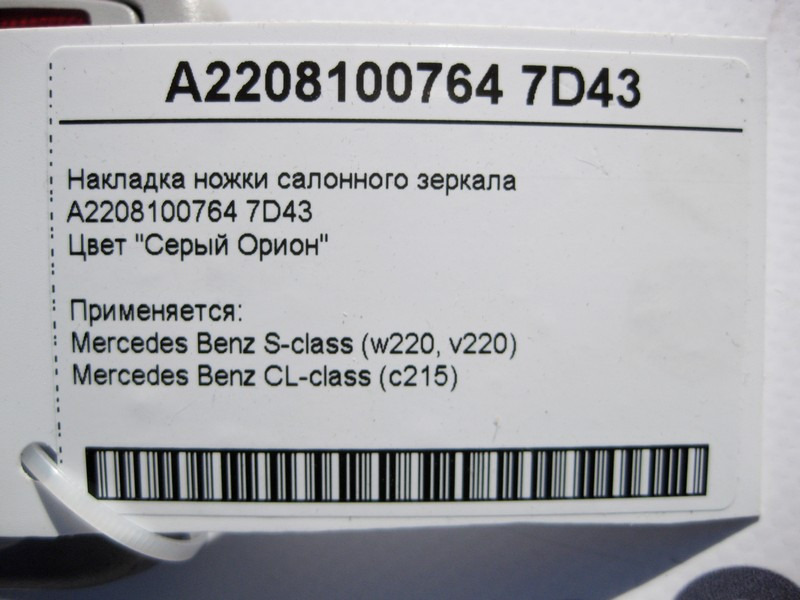 A2208100764 7D43
Накладка ножки салонного зеркала
A2208100764 7D43
Цвет "Серый Орион"
Применяется:
Mercedes Benz S-class (w220, v220)
Mercedes Benz CL-class (c215)